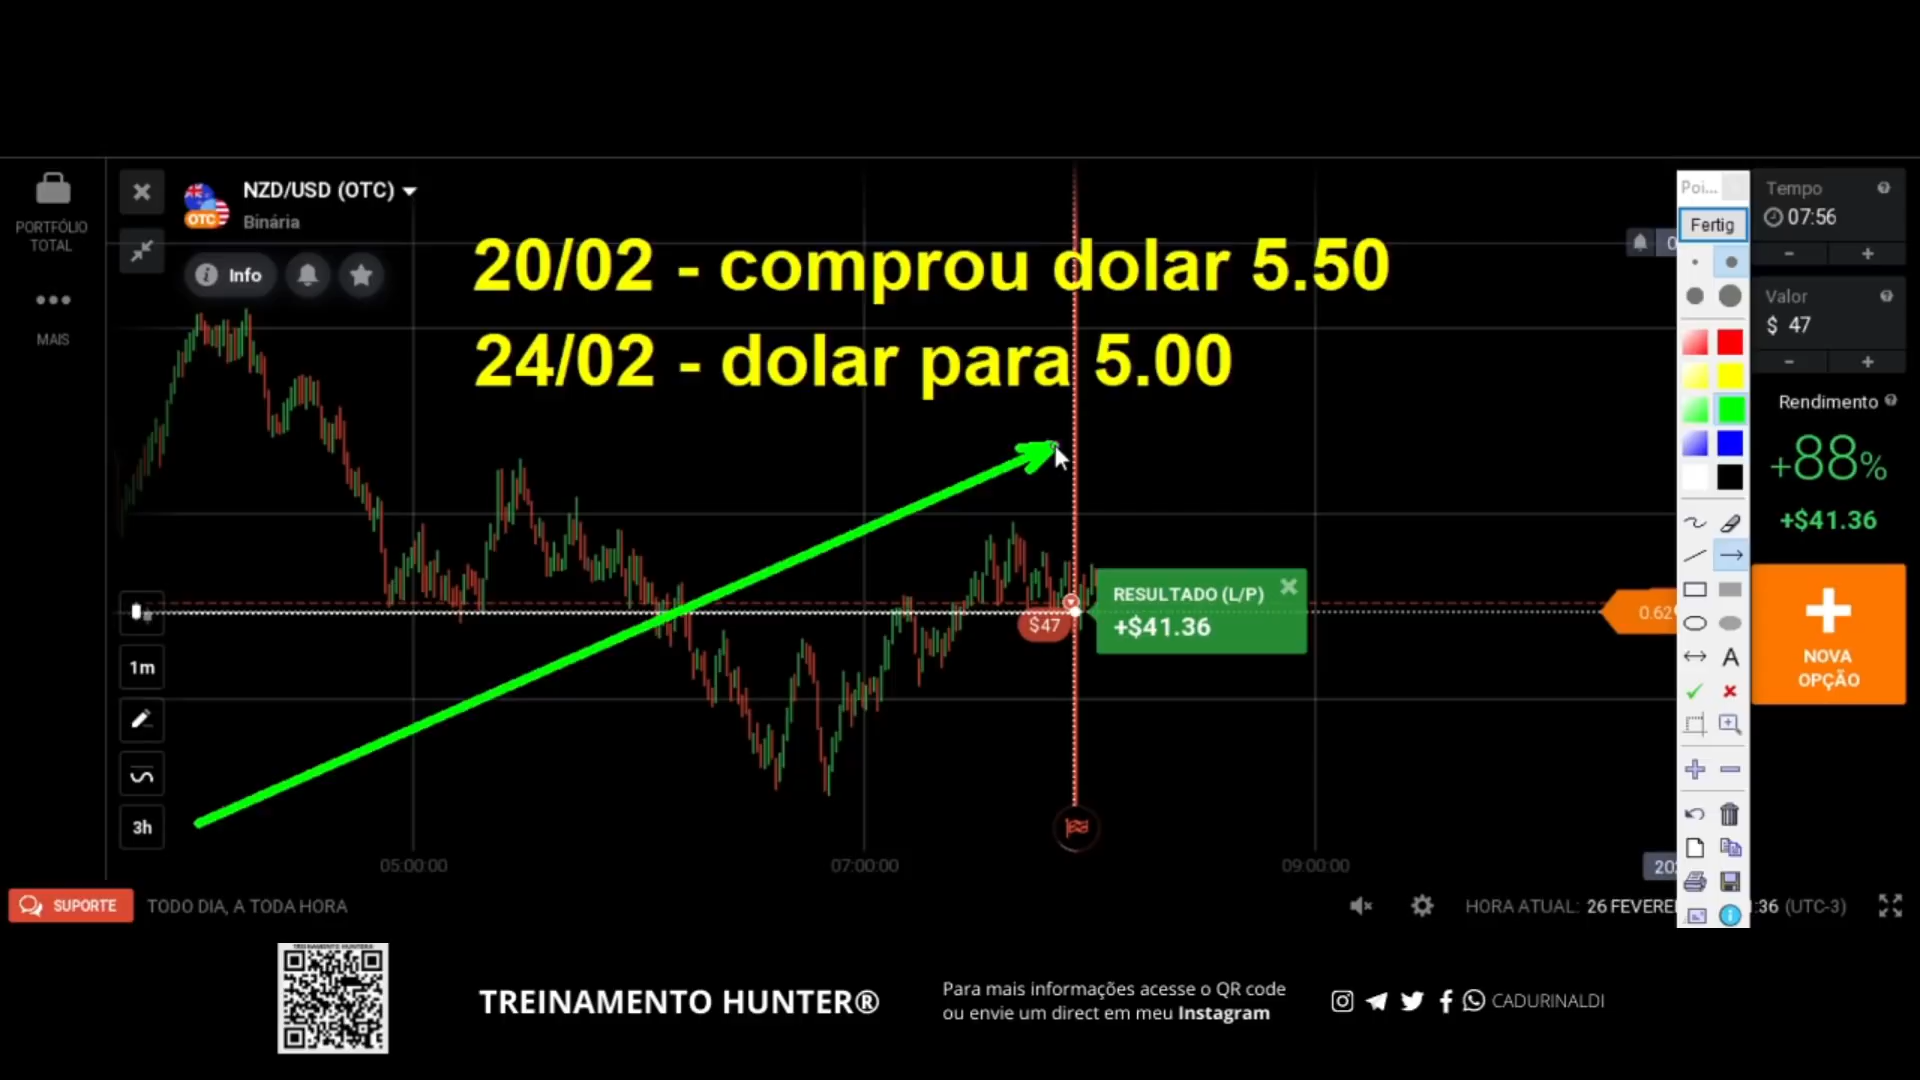 Poi...
NZD/USD (OTC)
Binária
OTC
PORTFÓLIO
TOTAL
Tempo
07:56
Fertig
Info
20/02 - comprou dolar 5.50
24/02 - dolar para 5.00
MAIS
Valor
$ 47
Rendimento
+88%
+$41.36
RESULTADO (L/P)
+$41.36
$47
NOVA
OPÇÃO
A
1m
3h
05:00:00
07:00:00
09:00:00
SUPORTE
TODO DIA, A TODA HORA
HORA ATUAL:
(UTC-3)
TREINAMENTO HUNTER®
Para mais informações acesse o QR code
ou envie um direct em meu Instagram
CADURINALDI